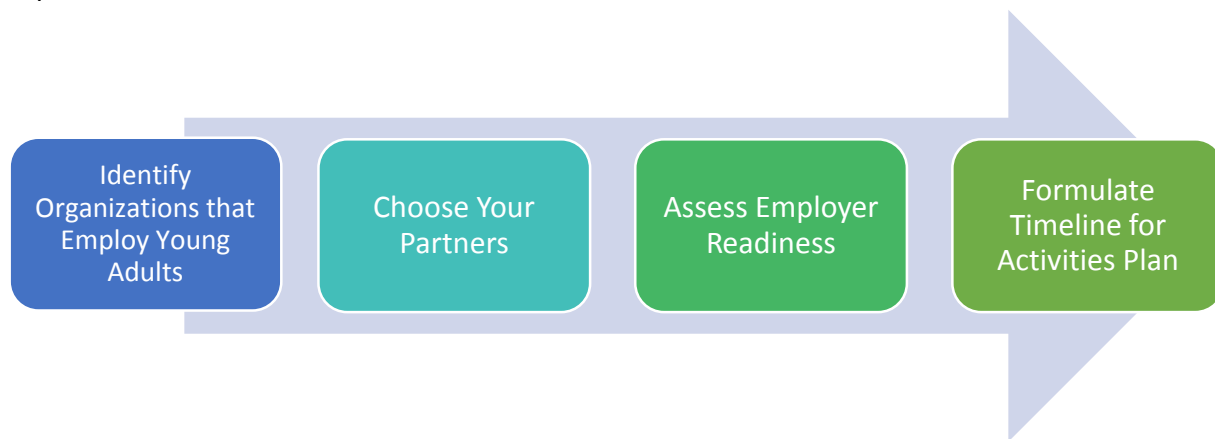 Identify
Organizations that
Employ Young
Adults
Choose Your
Partners
Assess Employer
Readiness
Formulate
Timeline for
Activities Plan